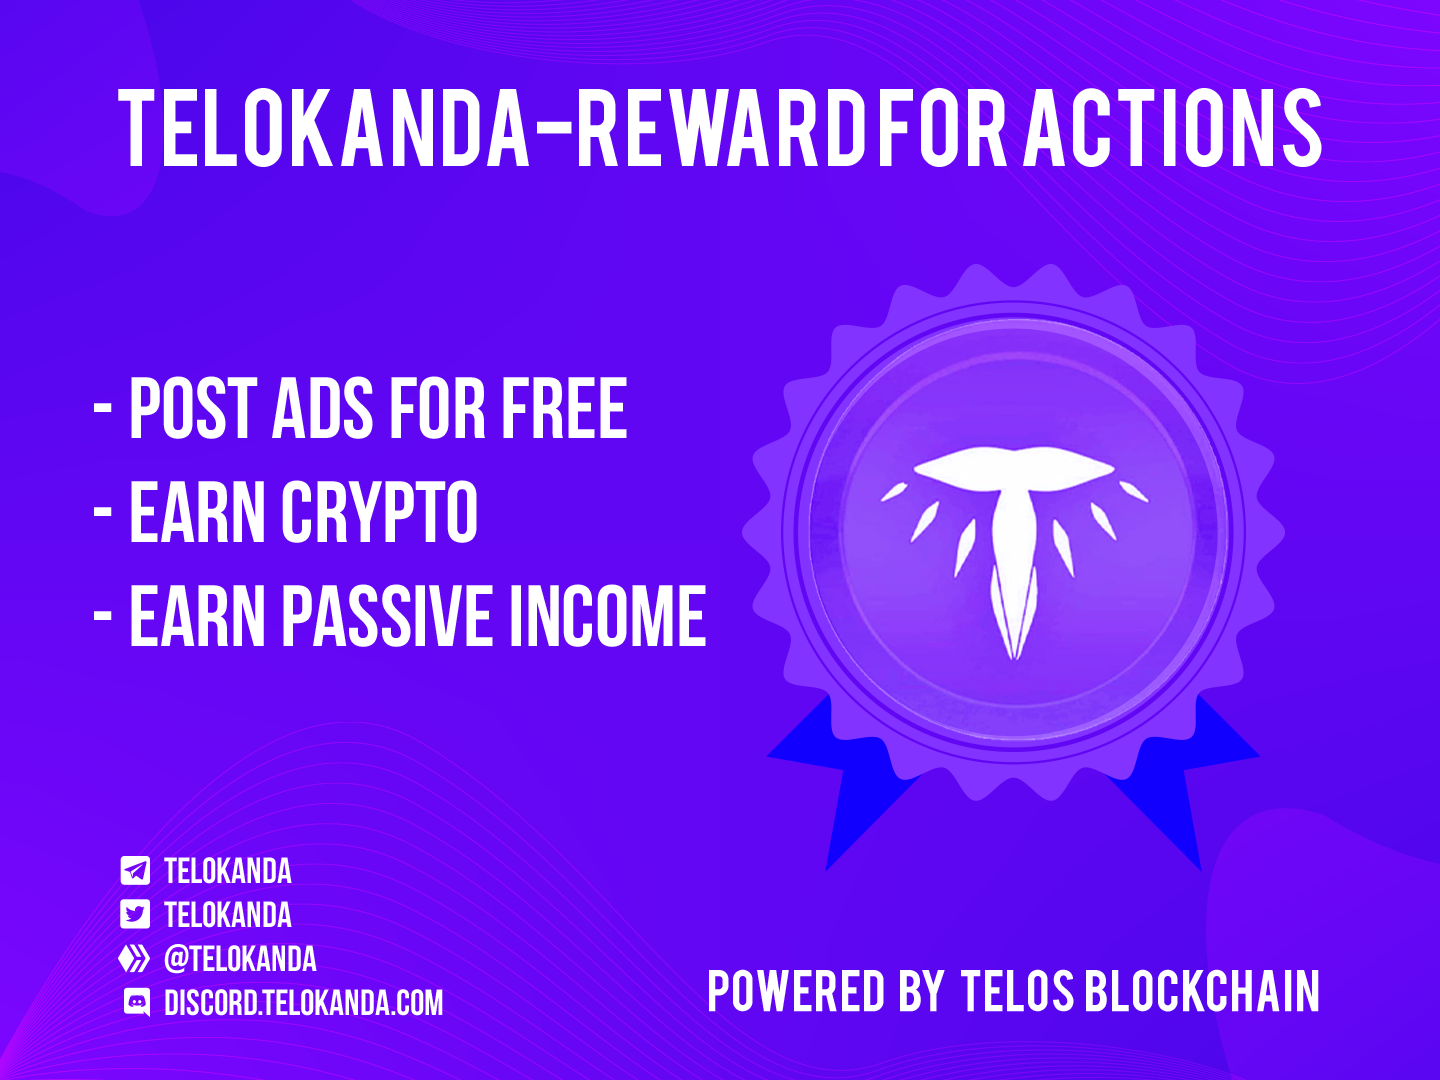 TELOKANDA-REWARD FOR ACTIONS
- POST ADS FOR FREE
- EARN CRYPTO
- EARN PASSIVE INCOME
TELOKANDA
TELOKANDA
@TELOKANDA
DISCORD.TELOKANDA.COM
POWERED BY TELOS BLOCKCHAIN